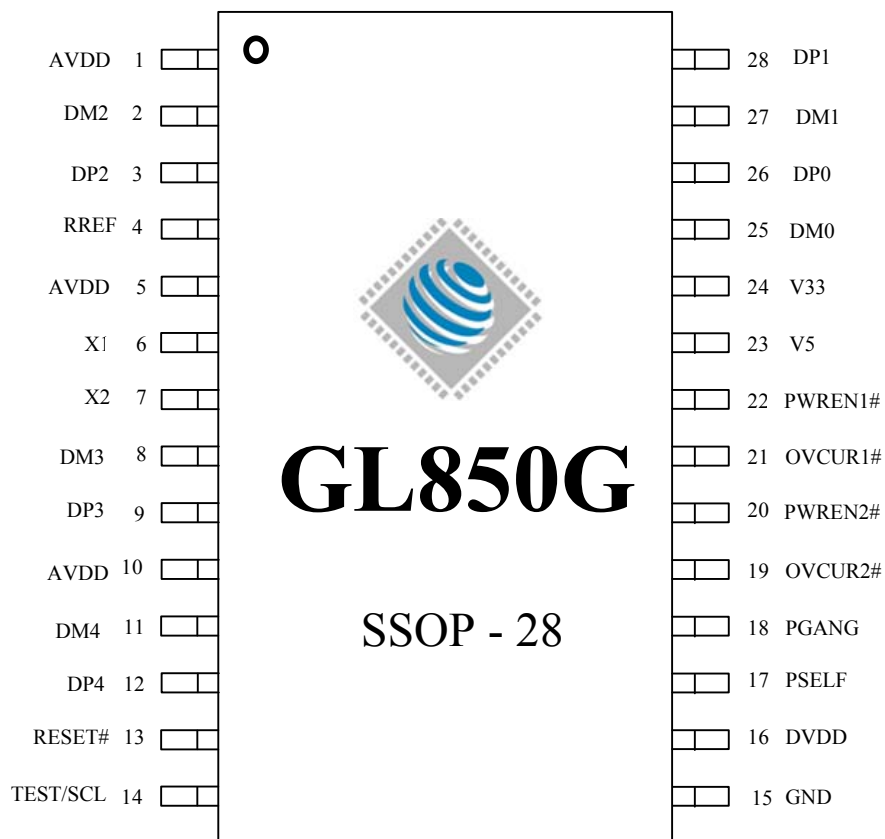 AVDD 1
DM2 2
DP2 3
RREF 4
AVDD 5
X1 6
X2 7
DM3 8
DP3 9
AVDD 10
DM4 11
DP4 12
RESET# 13
TEST/SCL 14
GL850G
SSOP - 28
28 DP1
27 DM1
26 DP0
25 DM0
24 V33
23 V5
22 PWREN1#
21 OVCUR1#
20 PWREN2#
19 OVCUR2#
18 PGANG
17 PSELF
16 DVDD
15 GND